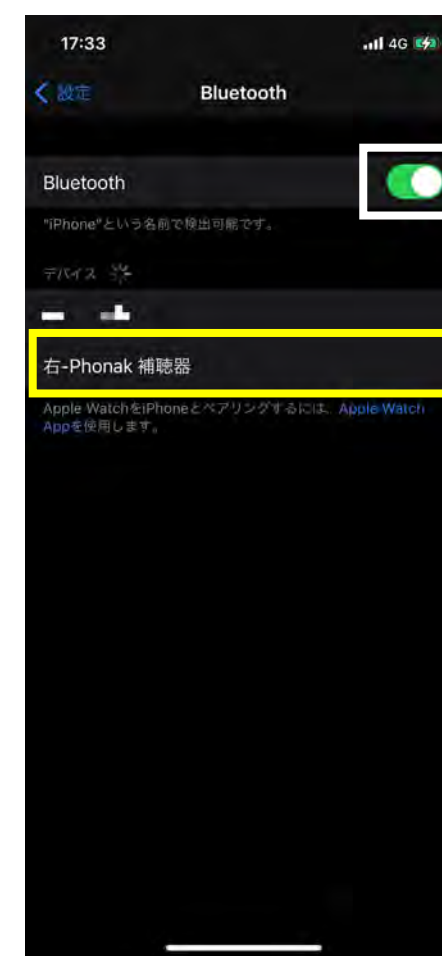 17:33
4G
設定
Bluetooth
Bluetooth
"iPhone"という名前で検出可能です。
デバイス
右-Phonak 補聴器
Apple WatchをiPhoneとペアリングするには、Apple Watch
Appを使用します。